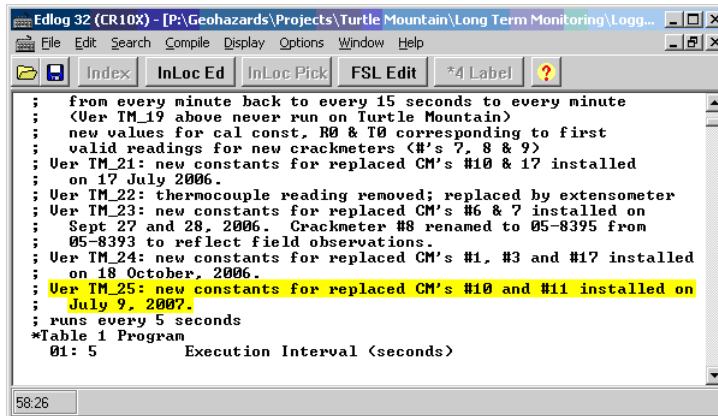 Edlog 32 (CR10X) - [P:\Geohazards\Projects\Turtle Mountain\Long Term Monitoring\Logg...
File Edit Search Compile Display Options Window Help
Index InLoc Ed InLoc Pick FSL Edit *4 Label ?
; from every minute back to every 15 seconds to every minute
; (Ver TM_19 above never run on Turtle Mountain)
; new values for cal const, R0 & T0 corresponding to first
; valid readings for new crackmeters (#'s 7, 8 & 9)
; Ver TM_21: new constants for replaced CM's #10 & 17 installed
; on 17 July 2006.
; Ver TM_22: thermocouple reading removed; replaced by extensometer
; Ver TM_23: new constants for replaced CM's #6 & 7 installed on
; Sept 27 and 28, 2006. Crackmeter #8 renamed to 05-8395 from
; 05-8393 to reflect field observations.
; Ver TM_24: new constants for replaced CM's #1, #3 and #17 installed
; on 18 October, 2006.
; Ver TM_25: new constants for replaced CM's #10 and #11 installed on
; July 9, 2007.
; runs every 5 seconds
*Table 1 Program
01: 5 Execution Interval (seconds)
58:26